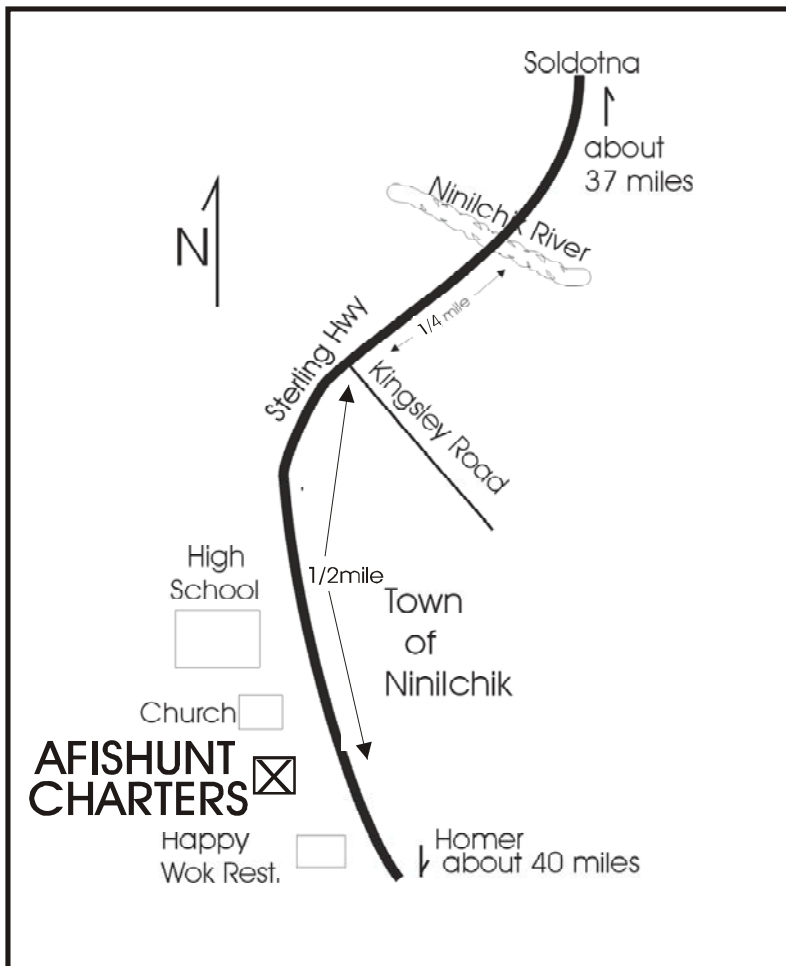 Soldotna
about
37 miles
Ninilchik River
N
1/4 mile
Sterling Hwy
Kingsley Road
High
School
1/2mile
Town
of
Ninilchik
Church
AFISHUNT
CHARTERS
Happy
Wok Rest.
Homer
about 40 miles